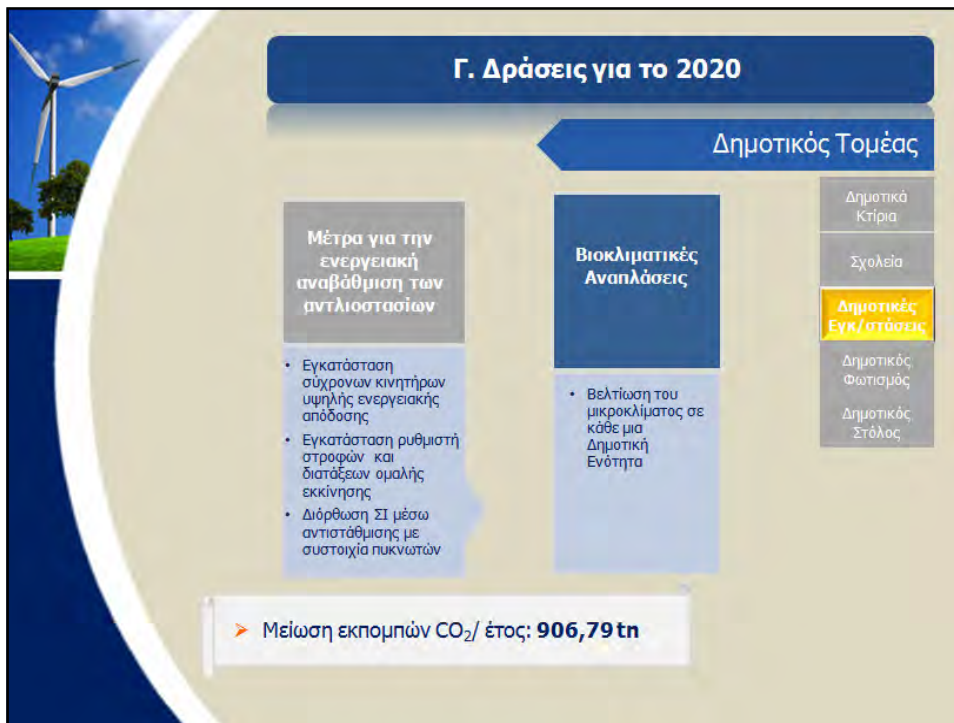 Γ. Δράσεις για το 2020
Δημοτικός Τομέας
Μέτρα για την
ενεργειακή
αναβάθμιση των
αντλιοστασίων
• Εγκατάσταση
σύχρονων κινητήρων
υψηλής ενεργειακής
απόδοσης
• Εγκατάσταση ρυθμιστή
στροφών και
διατάξεων ομαλής
εκκίνησης
• Διόρθωση ΣΙ μέσω
αντιστάθμισης με
συστοιχία πυκνωτών
Βιοκλιματικές
Αναπλάσεις
• Βελτίωση του
μικροκλίματος σε
κάθε μια
Δημοτική
Ενότητα
Δημοτικά
Κτίρια
Σχολεία
Δημοτικές
Εγκ/στάσεις
Δημοτικός
Φωτισμός
Δημοτικός
Στόλος
➢ Μείωση εκπομπών CO₂/ έτος: 906,79 tn